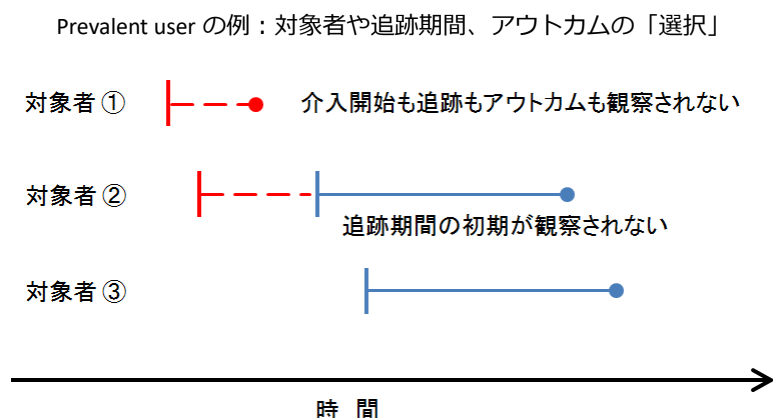 Prevalent user の例：対象者や追跡期間、アウトカムの「選択」
対象者 ① 介入開始も追跡もアウトカムも観察されない
対象者 ②
追跡期間の初期が観察されない
対象者 ③
時 間